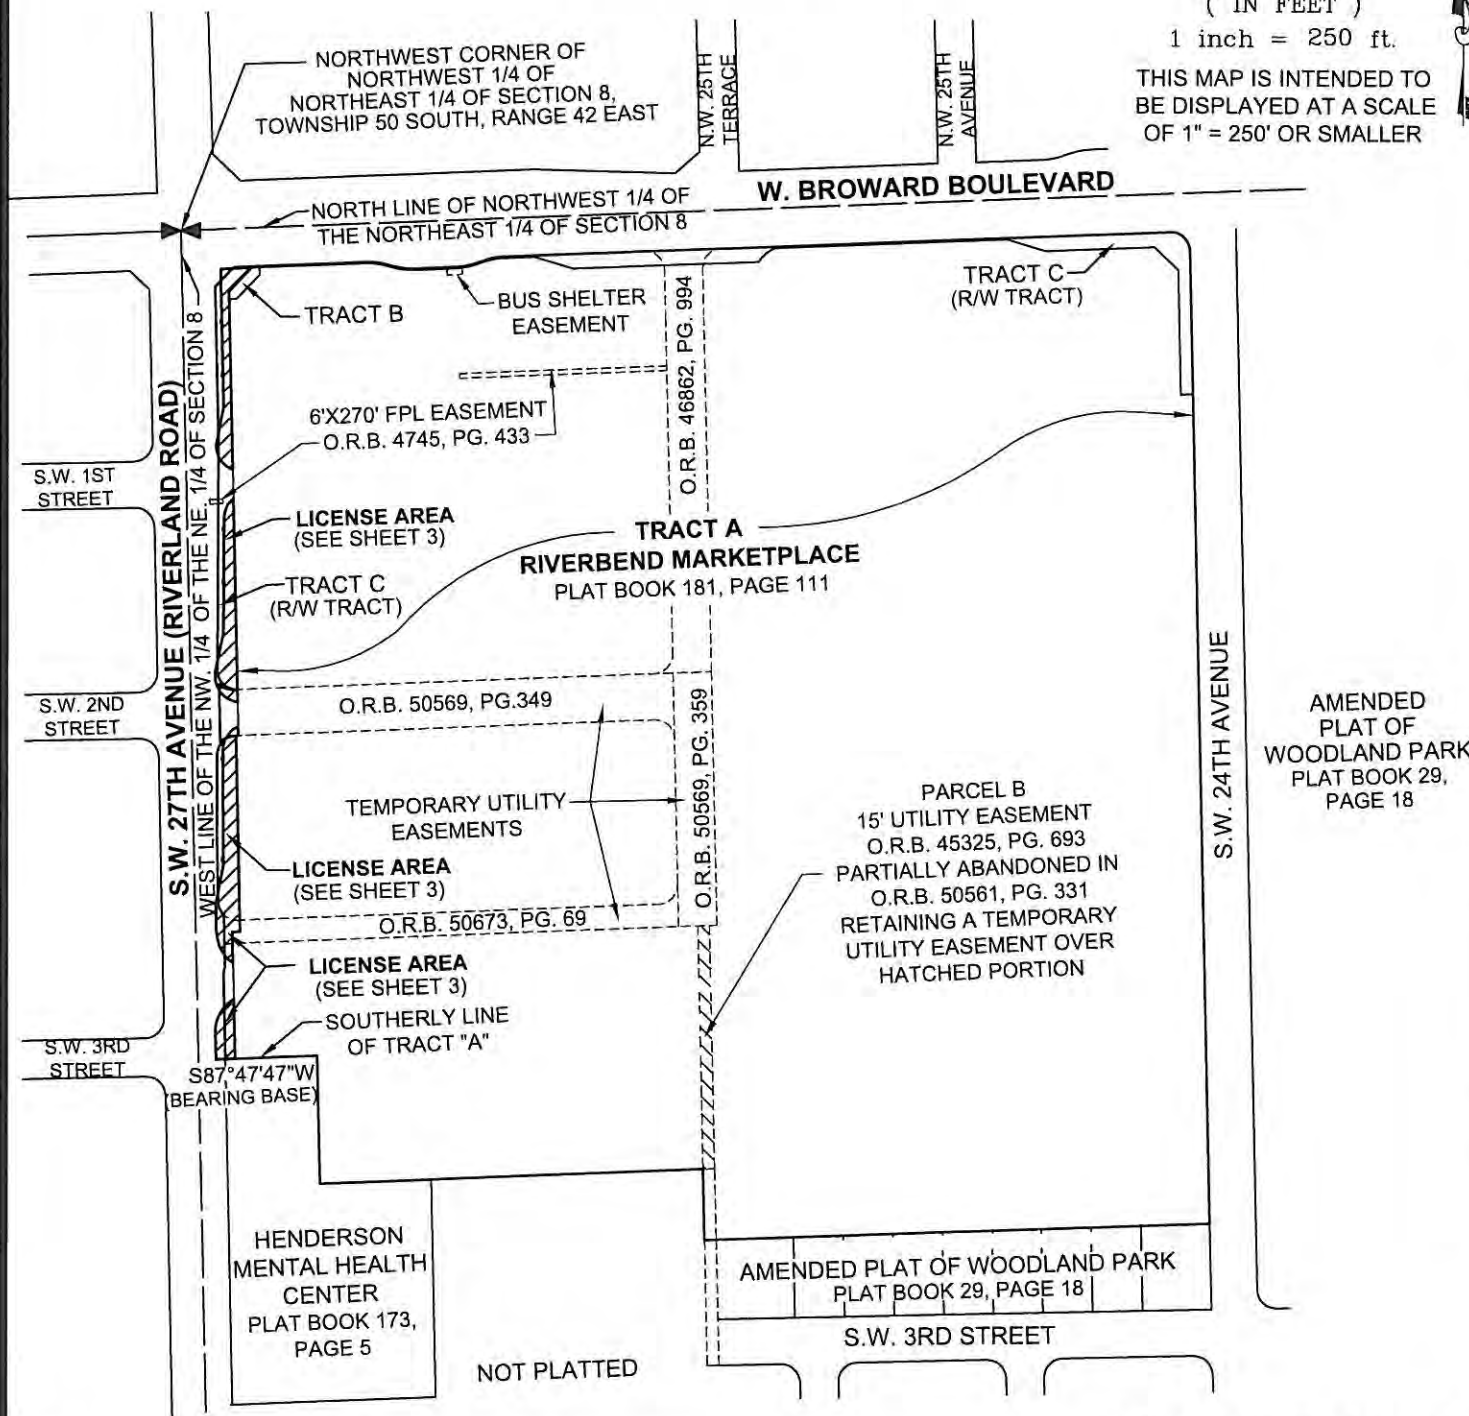 ( IN FEET )
1 inch = 250 ft.
THIS MAP IS INTENDED TO
BE DISPLAYED AT A SCALE
OF 1" = 250' OR SMALLER
NORTHWEST CORNER OF
NORTHWEST 1/4 OF
NORTHEAST 1/4 OF SECTION 8,
TOWNSHIP 50 SOUTH, RANGE 42 EAST
N.W. 25TH
TERRACE
N.W. 25TH
AVENUE
W. BROWARD BOULEVARD
NORTH LINE OF NORTHWEST 1/4 OF
THE NORTHEAST 1/4 OF SECTION 8
TRACT B
BUS SHELTER
EASEMENT
TRACT C
(R/W TRACT)
O.R.B. 46862, PG. 994
6'X270' FPL EASEMENT
O.R.B. 4745, PG. 433
S.W. 1ST
STREET
S.W. 27TH AVENUE (RIVERLAND ROAD)
WEST LINE OF THE NW. 1/4 OF THE NE. 1/4 OF SECTION 8
LICENSE AREA
(SEE SHEET 3)
TRACT A
RIVERBEND MARKETPLACE
PLAT BOOK 181, PAGE 111
TRACT C
(R/W TRACT)
S.W. 2ND
STREET
O.R.B. 50569, PG.349
O.R.B. 50569, PG. 359
S.W. 24TH AVENUE
AMENDED
PLAT OF
WOODLAND PARK
PLAT BOOK 29,
PAGE 18
TEMPORARY UTILITY
EASEMENTS
PARCEL B
15' UTILITY EASEMENT
O.R.B. 45325, PG. 693
PARTIALLY ABANDONED IN
O.R.B. 50561, PG. 331
RETAINING A TEMPORARY
UTILITY EASEMENT OVER
HATCHED PORTION
LICENSE AREA
(SEE SHEET 3)
O.R.B. 50673, PG. 69
LICENSE AREA
(SEE SHEET 3)
SOUTHERLY LINE
OF TRACT "A"
S.W. 3RD
STREET
S87°47'47"W
(BEARING BASE)
HENDERSON
MENTAL HEALTH
CENTER
PLAT BOOK 173,
PAGE 5
NOT PLATTED
AMENDED PLAT OF WOODLAND PARK
PLAT BOOK 29, PAGE 18
S.W. 3RD STREET